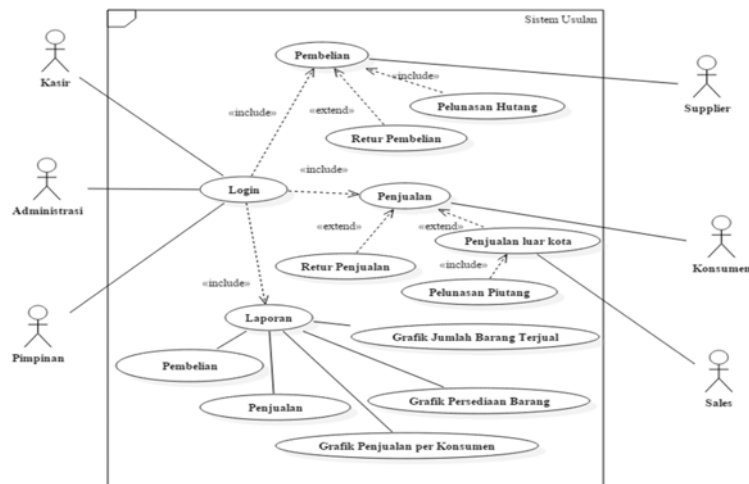 Sistem Usulan
Kasir
Pembelian
«include»
Pelunasan Hutang
Supplier
«include»
«extend»
Retur Pembelian
«include»
Login
Administrasi
Penjualan
«extend»
«extend»
Penjualan luar kota
Konsumen
Retur Penjualan
«include»
Pelunasan Piutang
«include»
Laporan
Pimpinan
Grafik Jumlah Barang Terjual
Pembelian
Grafik Persediaan Barang
Sales
Penjualan
Grafik Penjualan per Konsumen